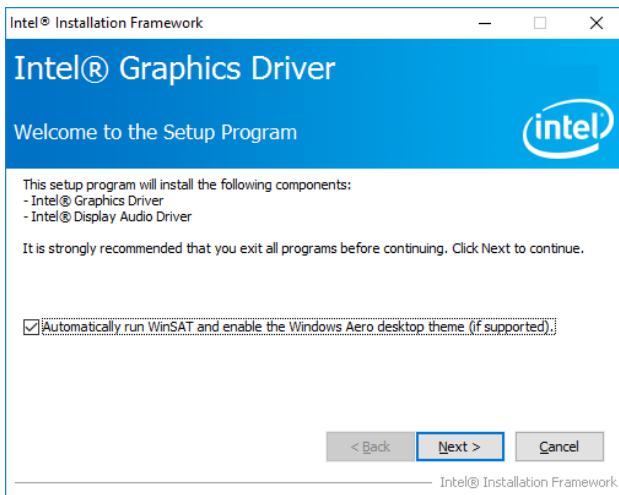 Intel® Installation Framework
Intel® Graphics Driver
Welcome to the Setup Program
intel
This setup program will install the following components:
- Intel® Graphics Driver
- Intel® Display Audio Driver
It is strongly recommended that you exit all programs before continuing. Click Next to continue.
Automatically run WinSAT and enable the Windows Aero desktop theme (if supported).
< Back Next > Cancel
Intel® Installation Framework